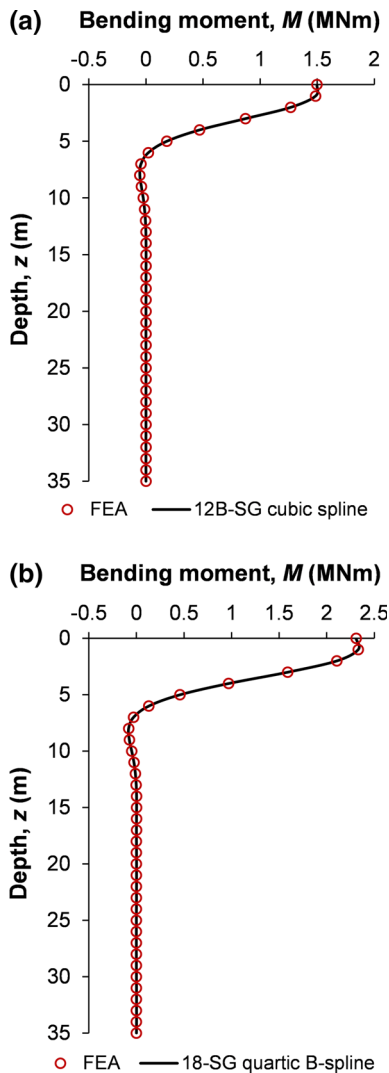 (a) Bending moment, M (MNm)
-0.5 0 0.5 1 1.5 2
0
5
10
15
20
25
30
35
Depth, z (m)
FEA 12B-SG cubic spline
(b) Bending moment, M (MNm)
-0.5 0 0.5 1 1.5 2 2.5
0
5
10
15
20
25
30
35
Depth, z (m)
FEA 18-SG quartic B-spline